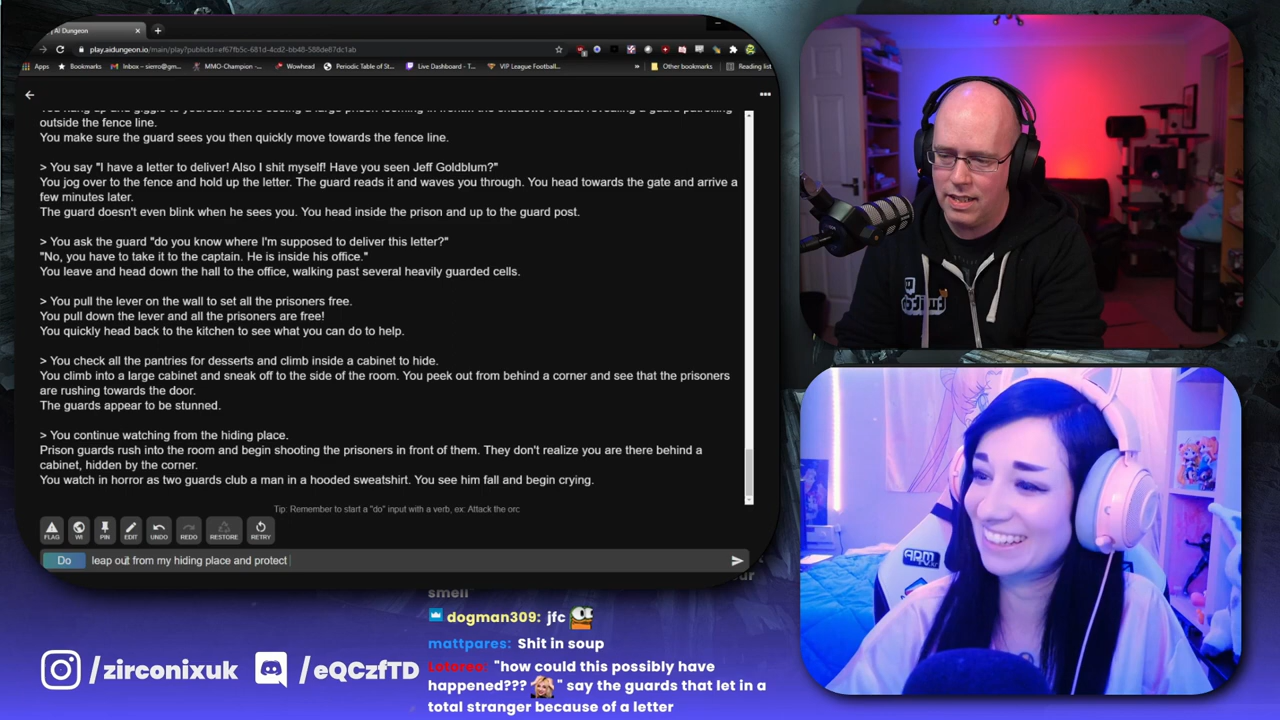 AI Dungeon
play.aidungeon.io/main/play?publicId=ef67fb5c-681d-4cd2-bb48-588de87dc1ab
Apps Bookmarks Inbox – sierro@gm... MMO-Champion -... Wowhead Periodic Table of St... Live Dashboard - T... VIP League Football... » Other bookmarks Reading list
outside the fence line.
You make sure the guard sees you then quickly move towards the fence line.
> You say "I have a letter to deliver! Also I shit myself! Have you seen Jeff Goldblum?"
You jog over to the fence and hold up the letter. The guard reads it and waves you through. You head towards the gate and arrive a
few minutes later.
The guard doesn't even blink when he sees you. You head inside the prison and up to the guard post.
> You ask the guard "do you know where I'm supposed to deliver this letter?"
"No, you have to take it to the captain. He is inside his office."
You leave and head down the hall to the office, walking past several heavily guarded cells.
> You pull the lever on the wall to set all the prisoners free.
You pull down the lever and all the prisoners are free!
You quickly head back to the kitchen to see what you can do to help.
> You check all the pantries for desserts and climb inside a cabinet to hide.
You climb into a large cabinet and sneak off to the side of the room. You peek out from behind a corner and see that the prisoners
are rushing towards the door.
The guards appear to be stunned.
> You continue watching from the hiding place.
Prison guards rush into the room and begin shooting the prisoners in front of them. They don't realize you are there behind a
cabinet, hidden by the corner.
You watch in horror as two guards club a man in a hooded sweatshirt. You see him fall and begin crying.
Tip: Remember to start a "do" input with a verb, ex: Attack the orc
FLAG WI PIN EDIT UNDO REDO RESTORE RETRY
Do leap out from my hiding place and protect
smell
dogman309: jfc
mattpares: Shit in soup
"how could this possibly have
happened??? " say the guards that let in a
total stranger because of a letter
/zirconixuk /eQCzfTD
twitch